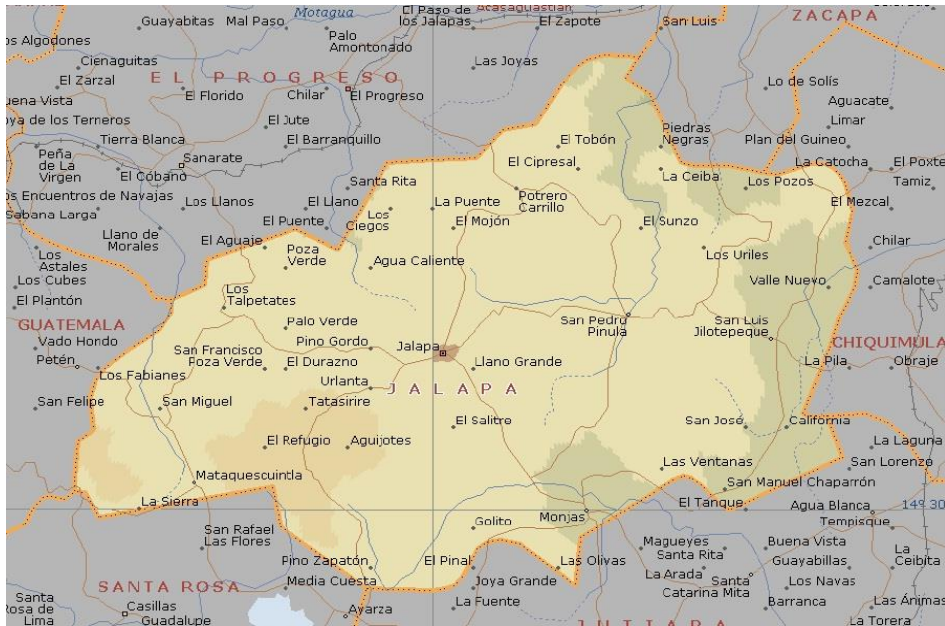 Guayabitas
Mal Paso
Motagua
El Paso de
los Jalapas
Acasaguastlán
El Zapote
San Luis
ZACAPA
os Algodones
Palo
Amontonado
Cienaguitas
El Zarzal
EL PROGRESO
Las Joyas
Lo de Solís
uena Vista
El Florido
Chilar
El Progreso
Aguacate
oya de los Terneros
El Jute
Limar
Tierra Blanca
El Barranquillo
El Tobón
Piedras
Negras
Plan del Guineo
Peña
de La
Virgen
Sanarate
El Cipresal
La Catocha
El Poxte
El Cóbano
Santa Rita
La Ceiba
Los Pozos
Tamiz
os Encuentros de Navajas
Los Llanos
El Llano
Los
Ciegos
La Puente
Potrero
Carrillo
El Mezcal
Sabana Larga
El Puente
El Mojón
El Sunzo
Llano de
Morales
El Aguaje
Poza
Verde
Agua Caliente
Los Uriles
Chilar
Los
Astales
Los Cubes
Valle Nuevo
Camalote
El Plantón
Los
Talpetates
GUATEMALA
Palo Verde
San Pedro
Pinula
San Luis
Jilotepeque
Vado Hondo
Pino Gordo
Jalapa
CHIQUIMULA
Petén
San Francisco
Poza Verde
El Durazno
Llano Grande
La Pila
Obraje
Los Fabianes
Urlanta
JALAPA
San Felipe
San Miguel
Tatasirire
El Salitre
San José
California
El Refugio
Aguijotes
La Laguna
Mataquescuintla
Las Ventanas
San Lorenzo
San Manuel Chaparrón
La Sierra
El Tanque
Agua Blanca
14º 30
Golito
Monjas
Tempisque
San Rafael
Las Flores
Magueyes
Buena Vista
Santa Rita
La
Ceibita
Pino Zapatón
El Pinal
Las Olivas
Guayabillas
SANTA ROSA
Media Cuesta
Joya Grande
La Arada
Santa
Catarina Mita
Los Navas
Santa
Rosa de
Lima
Casillas
Guadalupe
Ayarza
La Fuente
Barranca
Las Ánimas
JUTIAPA
La Torera